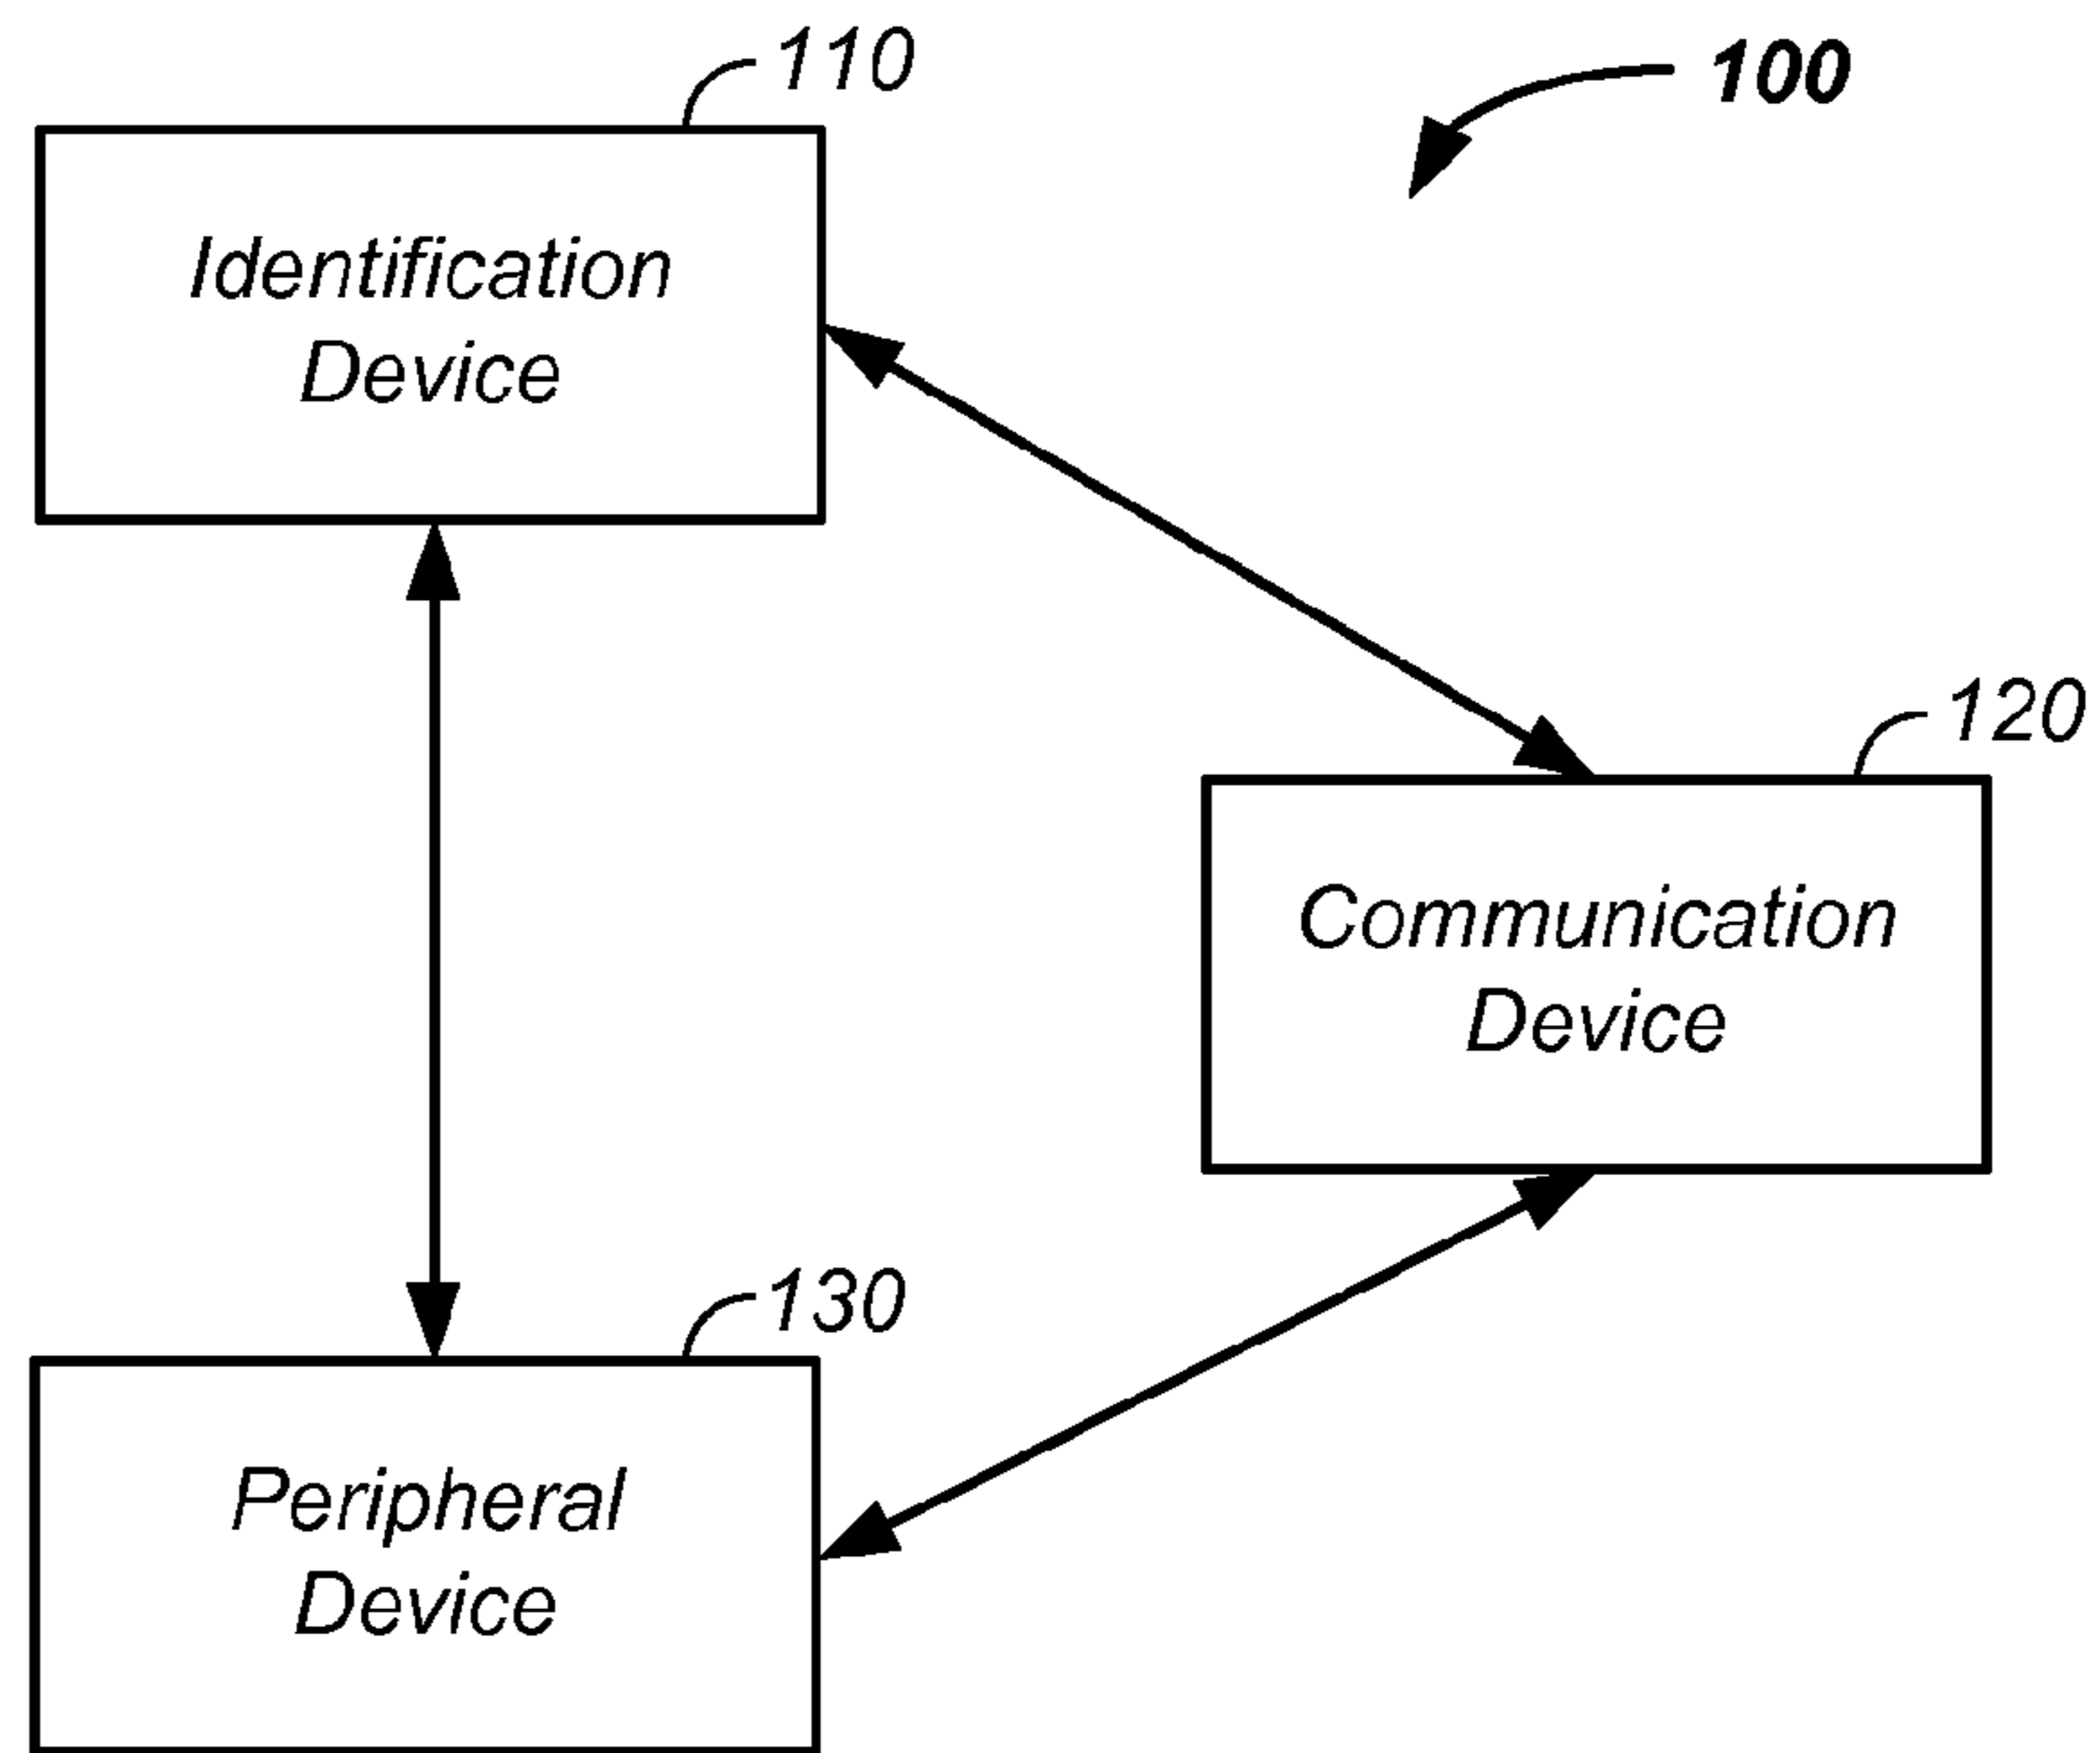 110
100
Identification
Device
120
Communication
Device
130
Peripheral
Device